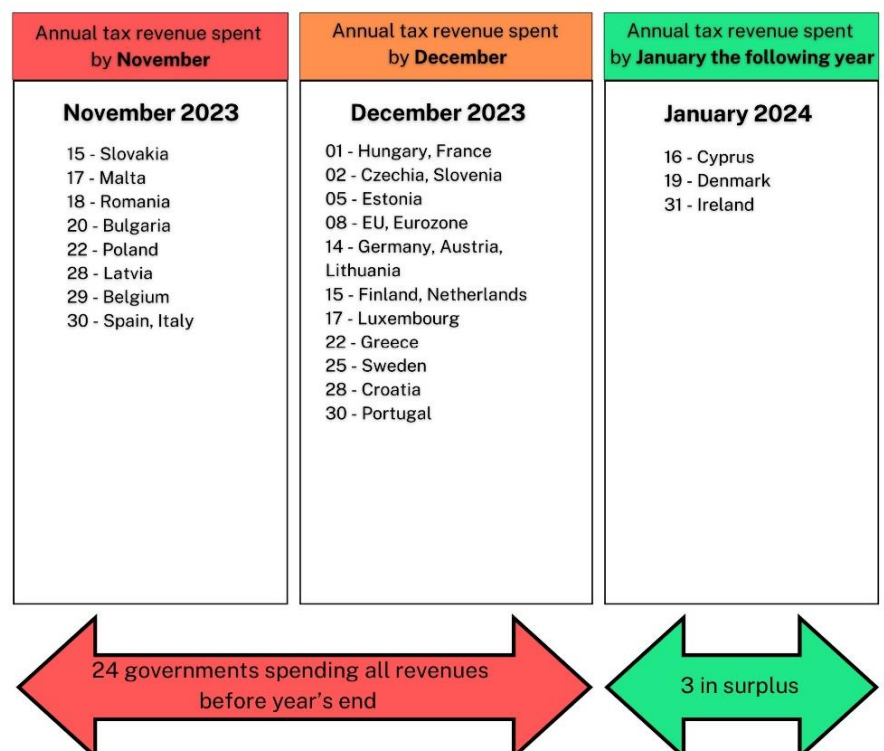 Annual tax revenue spent
by November
November 2023
15 - Slovakia
17 - Malta
18 - Romania
20 - Bulgaria
22 - Poland
28 - Latvia
29 - Belgium
30 - Spain, Italy
Annual tax revenue spent
by December
December 2023
01 - Hungary, France
02 - Czechia, Slovenia
05 - Estonia
08 - EU, Eurozone
14 - Germany, Austria,
Lithuania
15 - Finland, Netherlands
17 - Luxembourg
22 - Greece
25 - Sweden
28 - Croatia
30 - Portugal
Annual tax revenue spent
by January the following year
January 2024
16 - Cyprus
19 - Denmark
31 - Ireland
24 governments spending all revenues
before year's end
3 in surplus